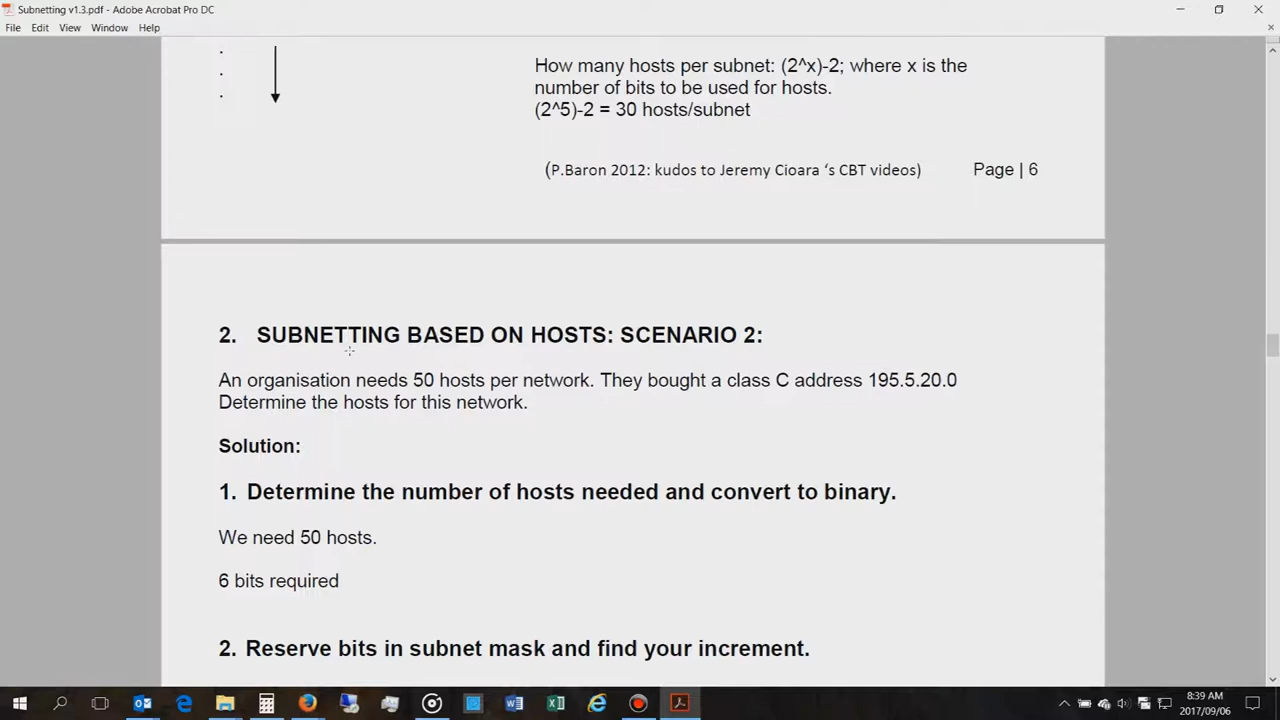 Subnetting v1.3.pdf - Adobe Acrobat Pro DC
File Edit View Window Help
How many hosts per subnet: (2^x)-2; where x is the
number of bits to be used for hosts.
(2^5)-2 = 30 hosts/subnet
(P.Baron 2012: kudos to Jeremy Cioara ‘s CBT videos) Page | 6
2. SUBNETTING BASED ON HOSTS: SCENARIO 2:
An organisation needs 50 hosts per network. They bought a class C address 195.5.20.0
Determine the hosts for this network.
Solution:
1. Determine the number of hosts needed and convert to binary.
We need 50 hosts.
6 bits required
2. Reserve bits in subnet mask and find your increment.
8:39 AM
2017/09/06